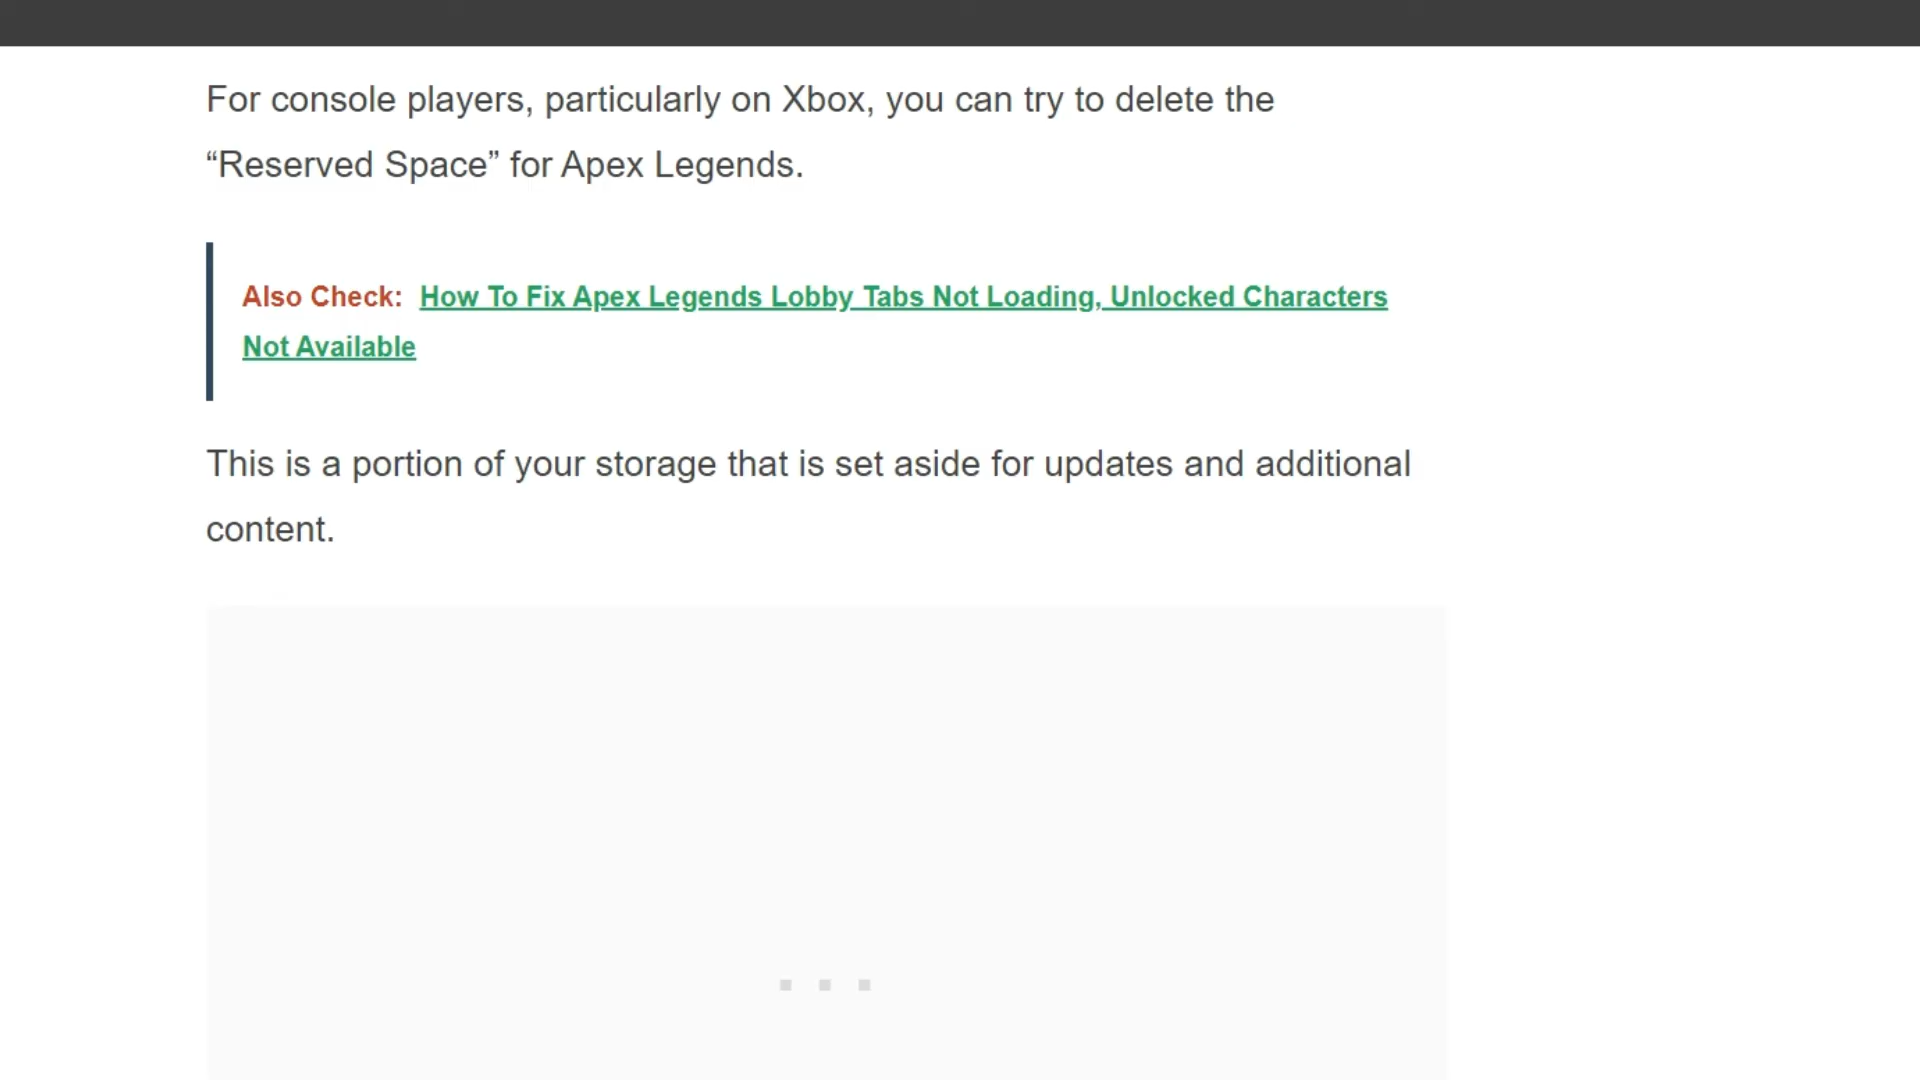 For console players, particularly on Xbox, you can try to delete the
“Reserved Space” for Apex Legends.
Also Check: How To Fix Apex Legends Lobby Tabs Not Loading, Unlocked Characters
Not Available
This is a portion of your storage that is set aside for updates and additional
content.